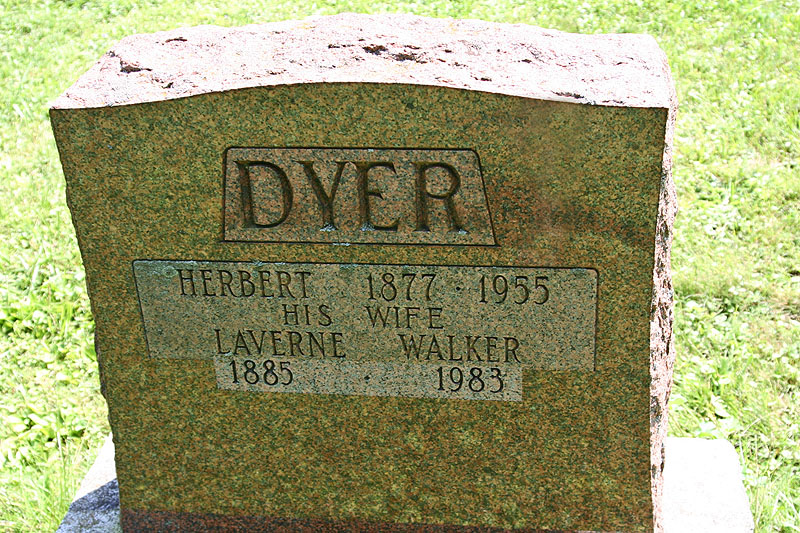 DYER
HERBERT 1877 · 1955
HIS WIFE
LAVERNE WALKER
1885 · 1983